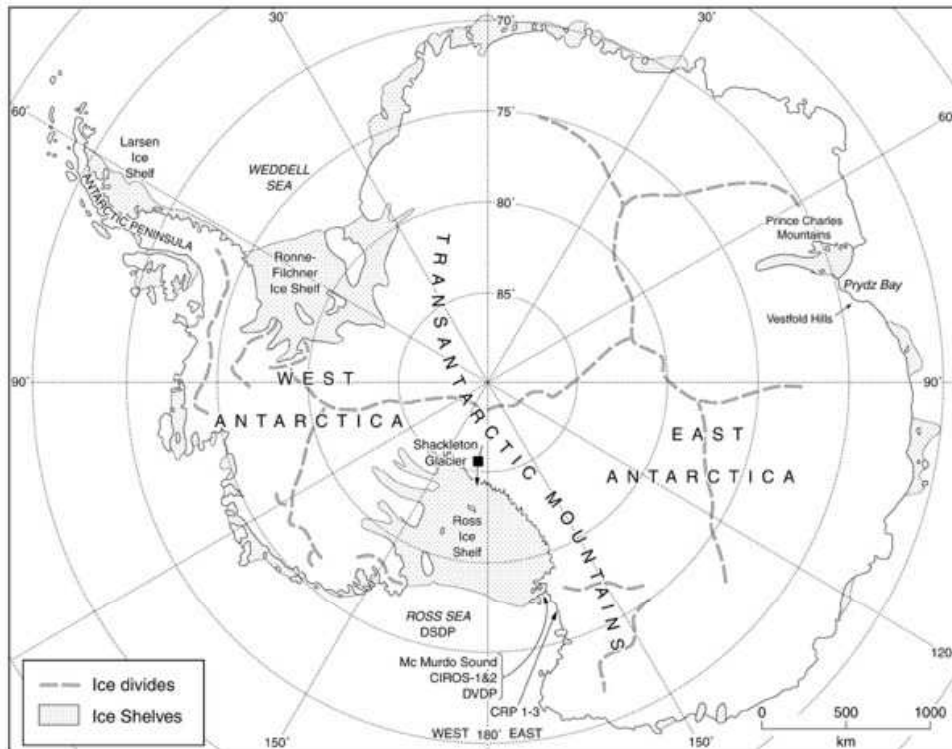 30°
70°
30°
60°
75°
60°
Larsen
Ice
Shelf
WEDDELL
SEA
ANTARCTIC PENINSULA
80°
Prince Charles
Mountains
Ronne-
Filchner
Ice Shelf
85°
Prydz Bay
Vestfold Hills
TRANSANTARCTIC MOUNTAINS
90°
90°
WEST
ANTARCTICA
EAST
ANTARCTICA
Shackleton
Glacier
Ross
Ice
Shelf
ROSS SEA
DSDP
Mc Murdo Sound
CIROS-1&2
DVDP
CRP 1-3
120°
Ice divides
Ice Shelves
0 500 1000
km
150°
WEST 180° EAST
150°